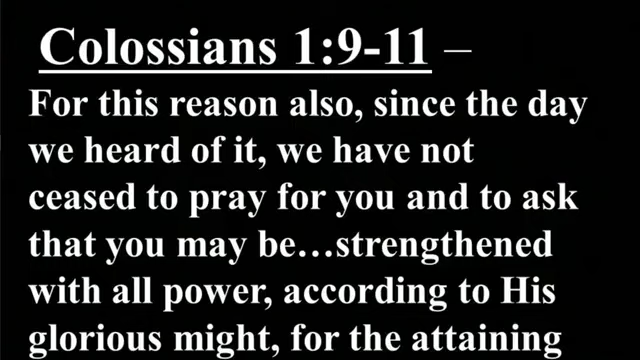 Colossians 1:9-11 –
For this reason also, since the day
we heard of it, we have not
ceased to pray for you and to ask
that you may be…strengthened
with all power, according to His
glorious might, for the attaining